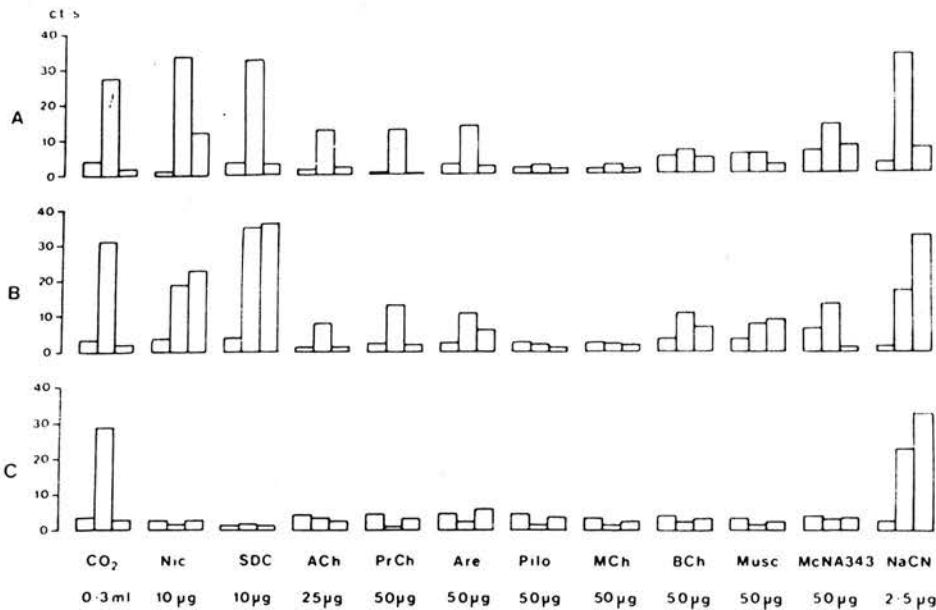 ct s
40
30
20
10
0
A
40
30
20
10
0
B
40
30
20
10
0
C
CO₂ Nic SDC ACh PrCh Are Pilo MCh BCh Musc McNA343 NaCN
0·3ml 10µg 10µg 25µg 50µg 50µg 50µg 50µg 50µg 50µg 50µg 2·5µg